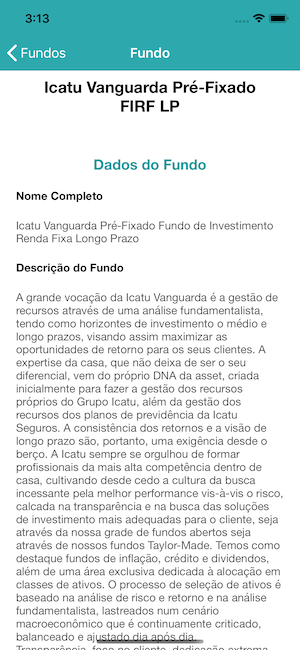 3:13
Fundos
Fundo
Icatu Vanguarda Pré-Fixado
FIRF LP
Dados do Fundo
Nome Completo
Icatu Vanguarda Pré-Fixado Fundo de Investimento
Renda Fixa Longo Prazo
Descrição do Fundo
A grande vocação da Icatu Vanguarda é a gestão de
recursos através de uma análise fundamentalista,
tendo como horizontes de investimento o médio e
longo prazos, visando assim maximizar as
oportunidades de retorno para os seus clientes. A
expertise da casa, que não deixa de ser o seu
diferencial, vem do próprio DNA da asset, criada
inicialmente para fazer a gestão dos recursos
próprios do Grupo Icatu, além da gestão dos
recursos dos planos de previdência da Icatu
Seguros. A consistência dos retornos e a visão de
longo prazo são, portanto, uma exigência desde o
berço. A Icatu sempre se orgulhou de formar
profissionais da mais alta competência dentro de
casa, cultivando desde cedo a cultura da busca
incessante pela melhor performance vis-à-vis o risco,
calcada na transparência e na busca das soluções
de investimento mais adequadas para o cliente, seja
através da nossa grade de fundos abertos seja
através de nossos fundos Taylor-Made. Temos como
destaque fundos de inflação, crédito e dividendos,
além de uma área exclusiva dedicada à alocação em
classes de ativos. O processo de seleção de ativos é
baseado na análise de risco e retorno e na análise
fundamentalista, lastreados num cenário
macroeconômico que é continuamente criticado,
balanceado e ajustado dia após dia.
Transparência, foco no cliente, dedicação extrema